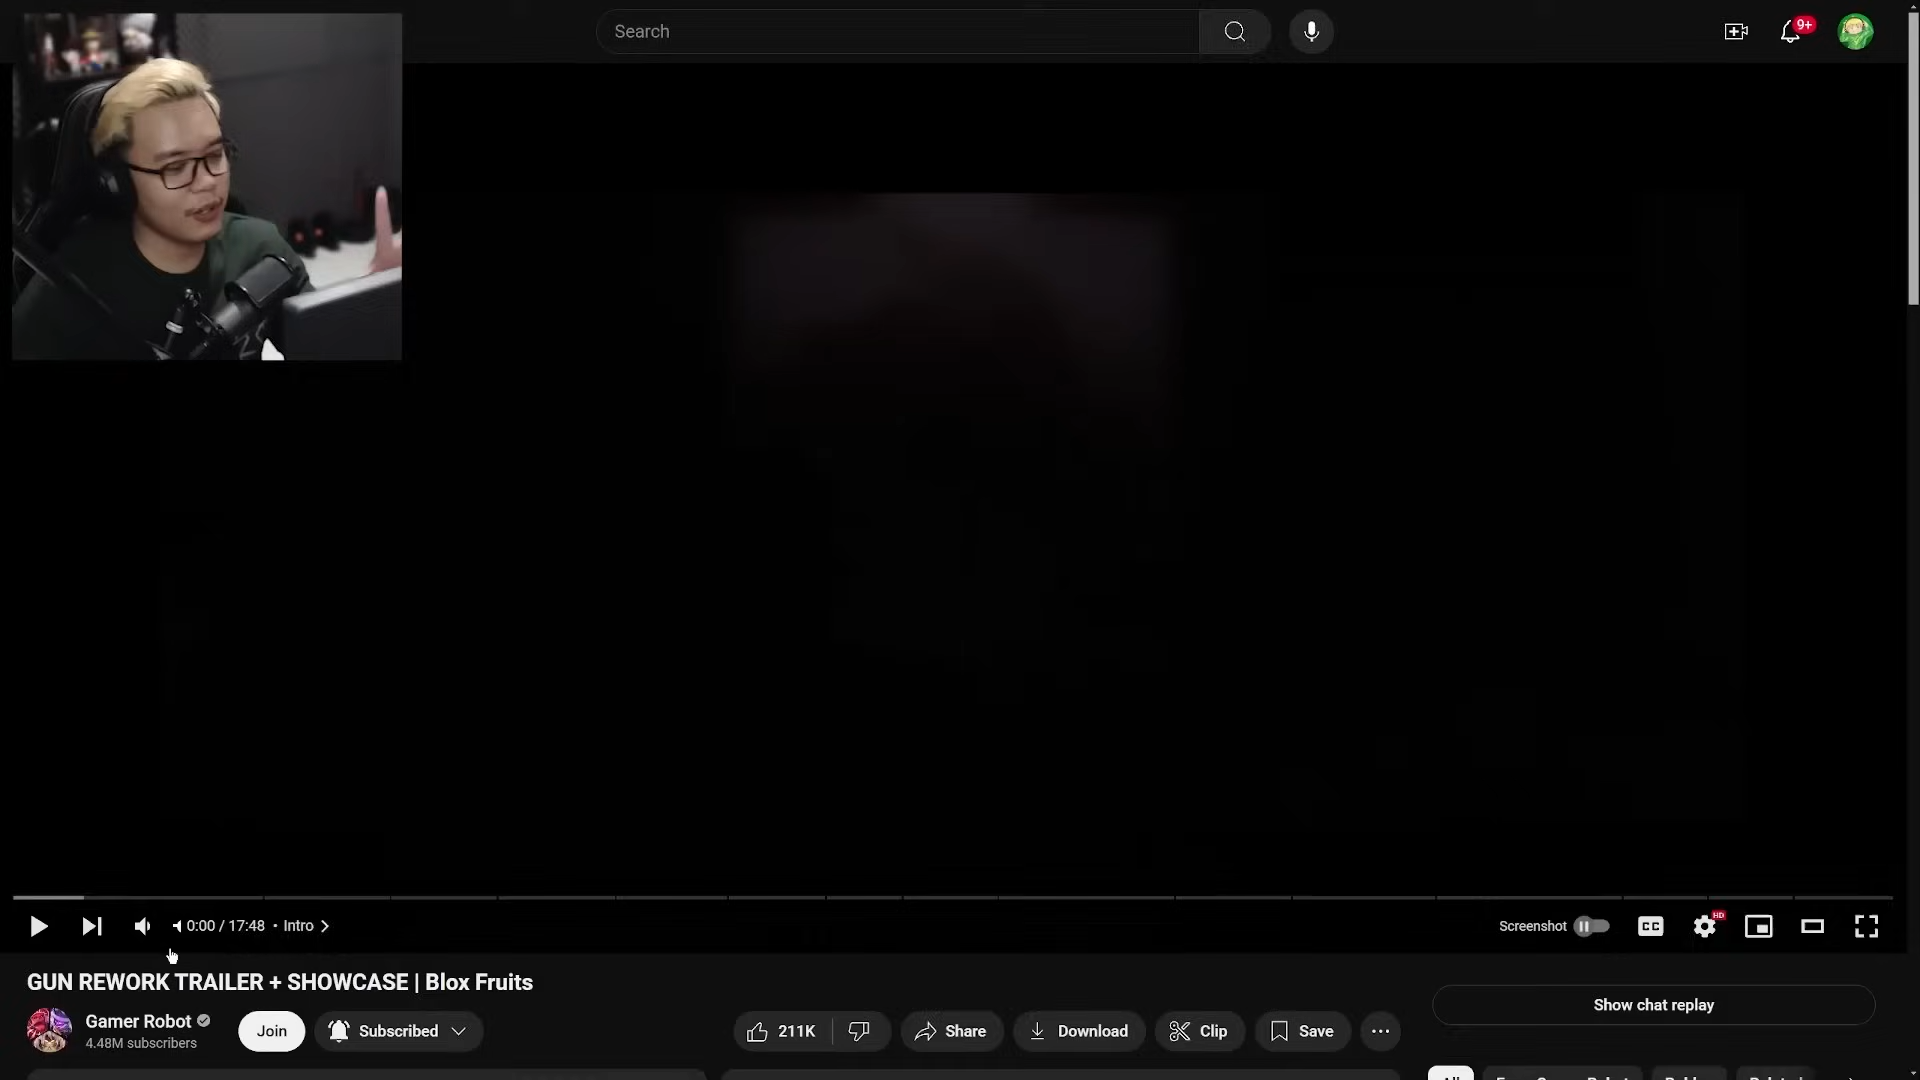 Search
9+
0:00 / 17:48 • Intro
Screenshot
CC
HD
GUN REWORK TRAILER + SHOWCASE | Blox Fruits
Gamer Robot
4.48M subscribers
Join
Subscribed
211K
Share
Download
Clip
Save
Show chat replay